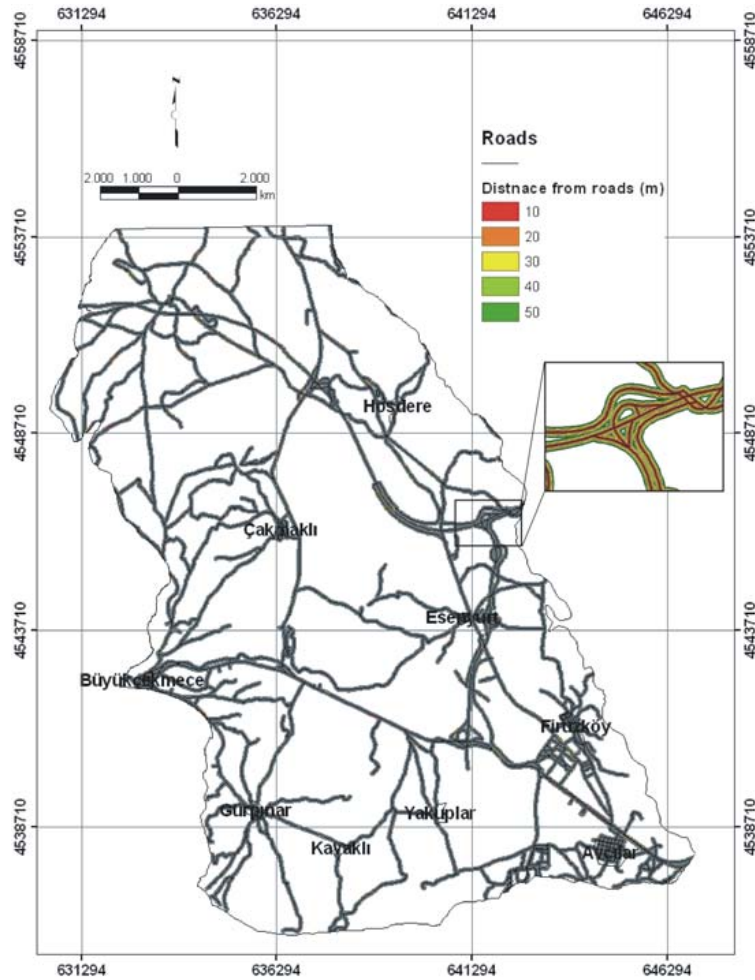 631294 636294 641294 646294
4558710 4558710
Roads
2.000 1.000 0 2.000
km
Distnace from roads (m)
10
20
30
40
50
4553710 4553710
Hoşdere
4548710 4548710
Çakmaklı
Esenyurt
4543710 4543710
Büyükçekmece
Firuzköy
Gürpınar
Yakuplar
4538710 4538710
Kayaklı
Avcılar
631294 636294 641294 646294